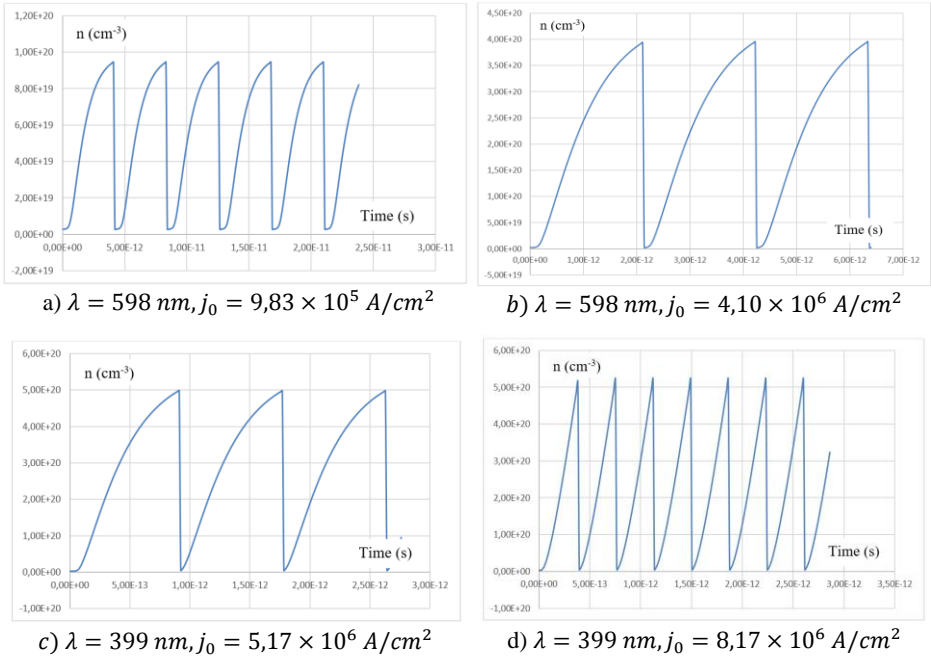 1,20E+20
n (cm-3)
1,00E+20
8,00E+19
6,00E+19
4,00E+19
2,00E+19
0,00E+00
-2,00E+19
0,00E+00 5,00E-12 1,00E-11 1,50E-11 2,00E-11 2,50E-11 3,00E-11
Time (s)
a) λ = 598 nm, j0 = 9,83 × 10^5 A/cm^2
4,50E+20
n (cm-3)
4,00E+20
3,50E+20
3,00E+20
2,50E+20
2,00E+20
1,50E+20
1,00E+20
5,00E+19
0,00E+00
-5,00E+19
0,00E+00 1,00E-12 2,00E-12 3,00E-12 4,00E-12 5,00E-12 6,00E-12 7,00E-12
Time (s)
b) λ = 598 nm, j0 = 4,10 × 10^6 A/cm^2
6,00E+20
n (cm-3)
5,00E+20
4,00E+20
3,00E+20
2,00E+20
1,00E+20
0,00E+00
-1,00E+20
0,00E+00 5,00E-13 1,00E-12 1,50E-12 2,00E-12 2,50E-12 3,00E-12
Time (s)
c) λ = 399 nm, j0 = 5,17 × 10^6 A/cm^2
6,00E+20
n (cm-3)
5,00E+20
4,00E+20
3,00E+20
2,00E+20
1,00E+20
0,00E+00
-1,00E+20
0,00E+00 5,00E-13 1,00E-12 1,50E-12 2,00E-12 2,50E-12 3,00E-12 3,50E-12
Time (s)
d) λ = 399 nm, j0 = 8,17 × 10^6 A/cm^2